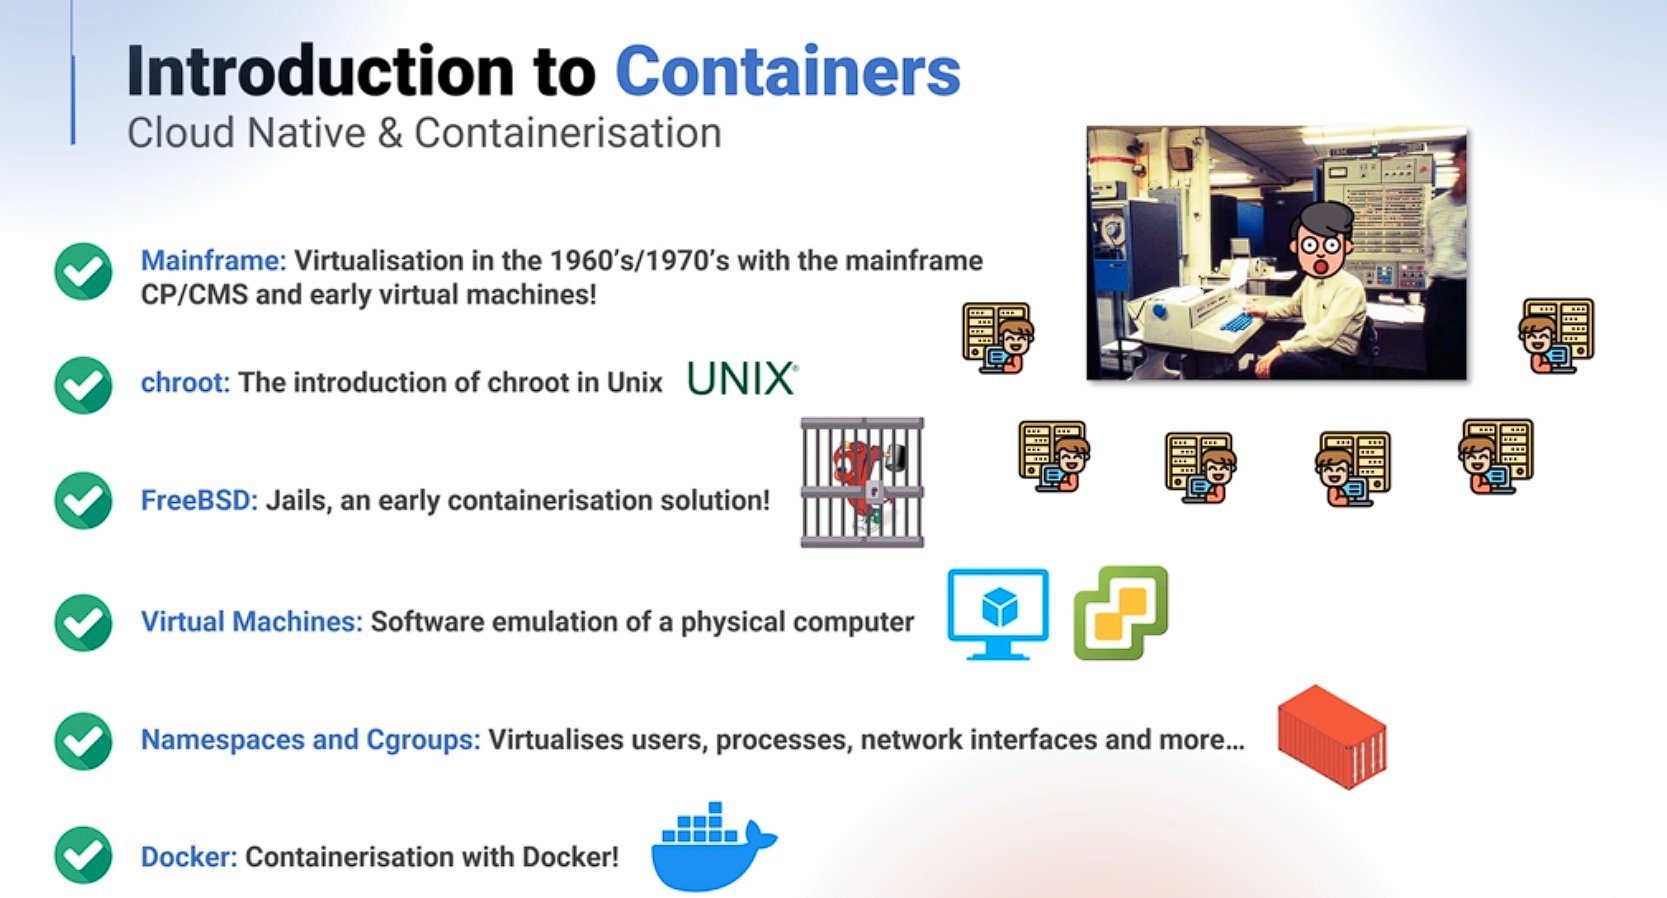 Introduction to Containers
Cloud Native & Containerisation
Mainframe: Virtualisation in the 1960's/1970's with the mainframe
CP/CMS and early virtual machines!
chroot: The introduction of chroot in Unix
UNIX®
FreeBSD: Jails, an early containerisation solution!
Virtual Machines: Software emulation of a physical computer
Namespaces and Cgroups: Virtualises users, processes, network interfaces and more...
Docker: Containerisation with Docker!